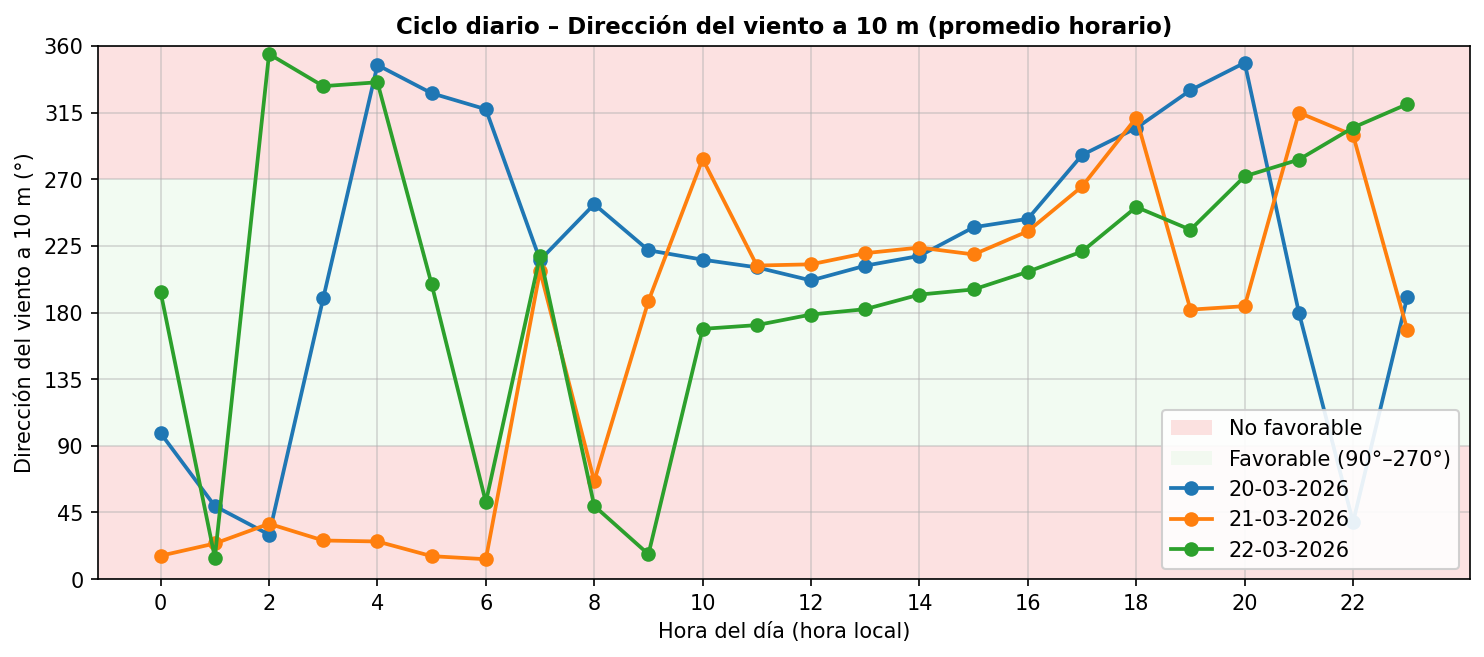 Ciclo diario – Dirección del viento a 10 m (promedio horario)
Dirección del viento a 10 m (°)
360
315
270
225
180
135
90
45
0
No favorable
Favorable (90°–270°)
20-03-2026
21-03-2026
22-03-2026
0 2 4 6 8 10 12 14 16 18 20 22
Hora del día (hora local)